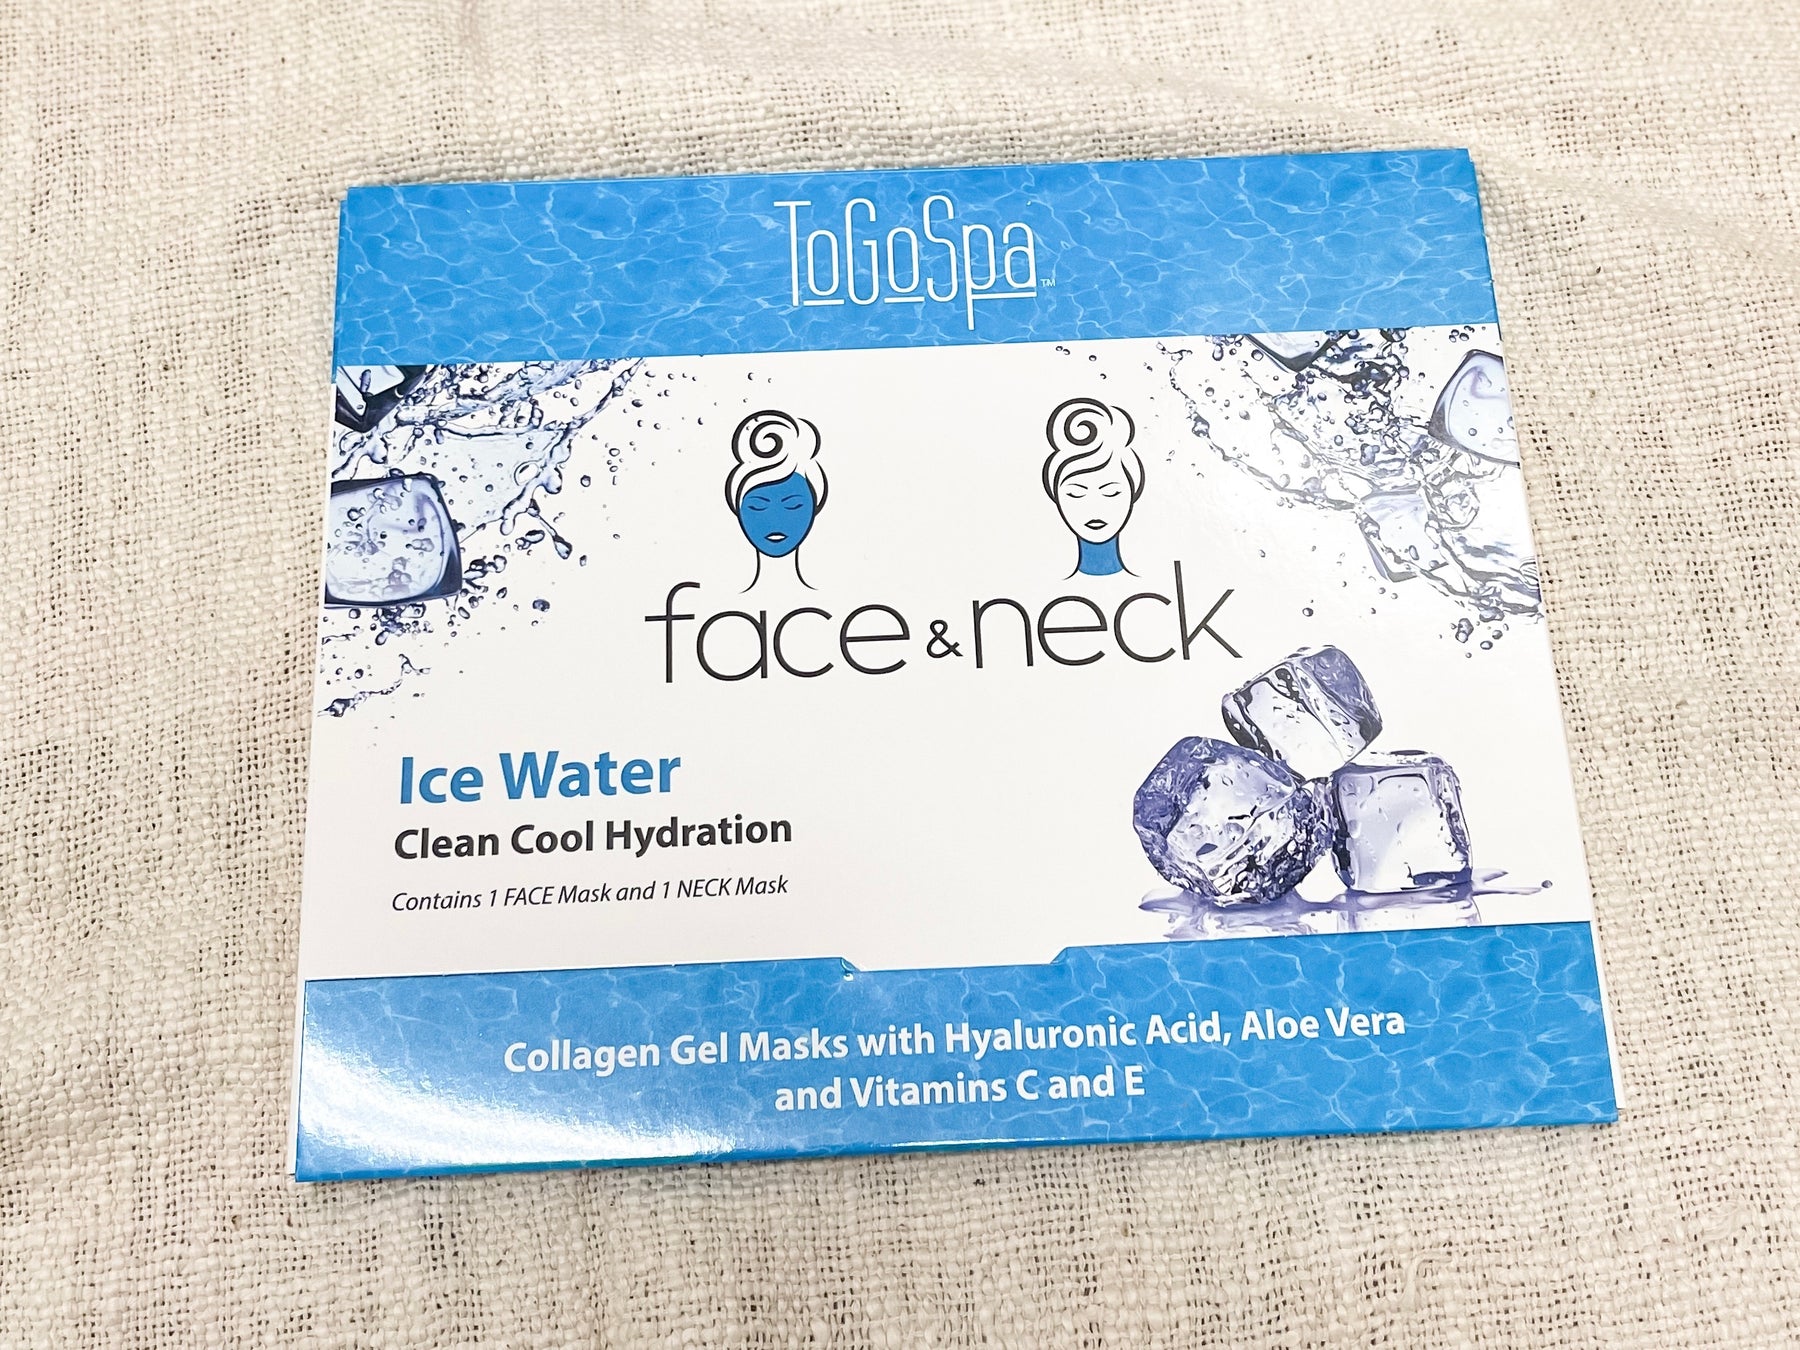 ToGoSpa™
face & neck
Ice Water
Clean Cool Hydration
Contains 1 FACE Mask and 1 NECK Mask
Collagen Gel Masks with Hyaluronic Acid, Aloe Vera
and Vitamins C and E